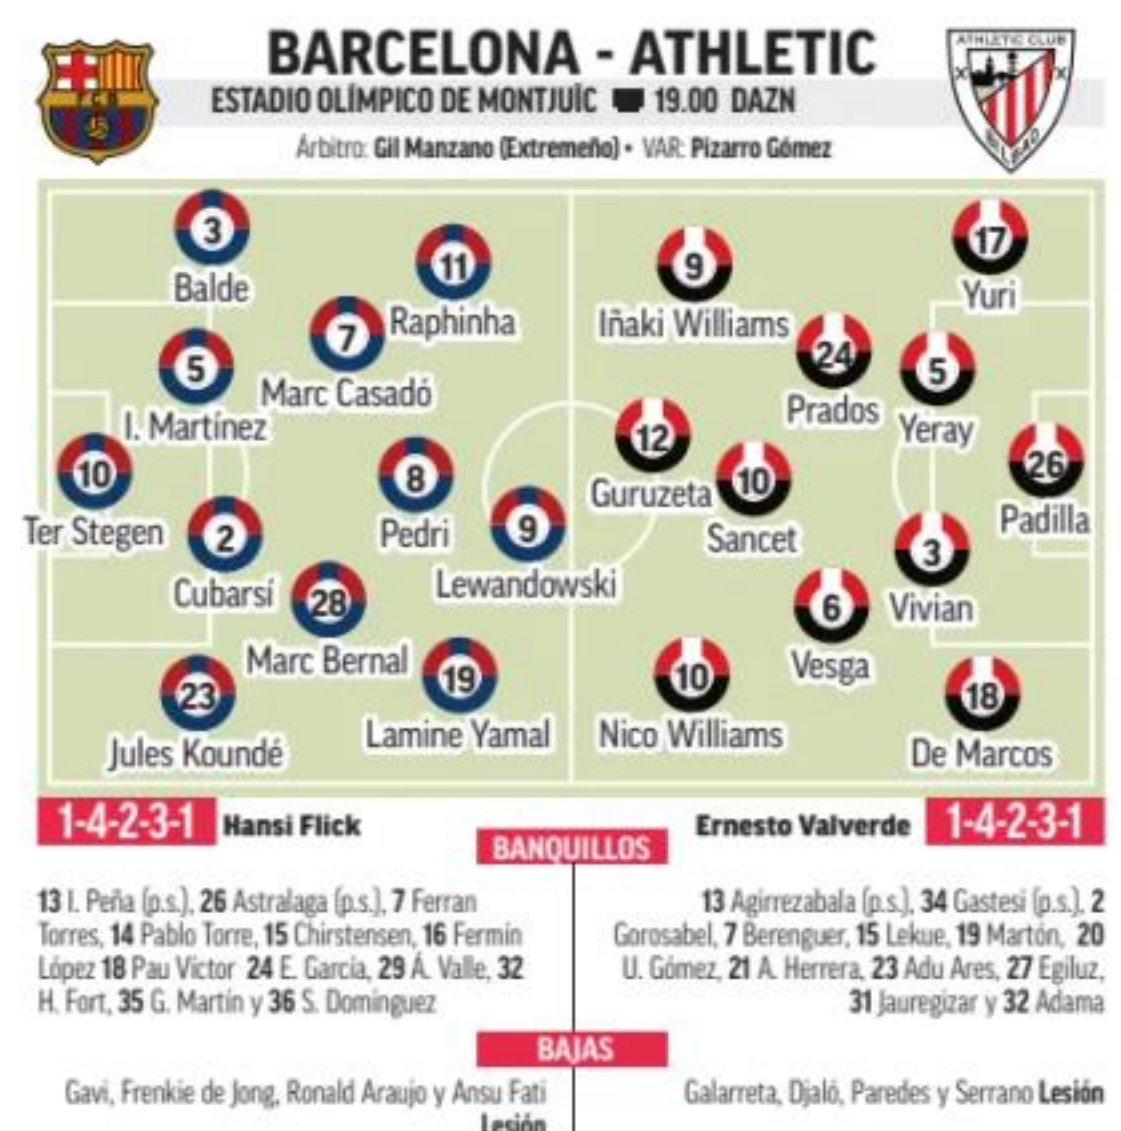 BARCELONA - ATHLETIC
ESTADIO OLÍMPICO DE MONTJUÏC 19.00 DAZN
Árbitro: Gil Manzano (Extremeño) • VAR: Pizarro Gómez
ATHLETIC CLUB
BILBAO
FCB
3
Balde
11
Raphinha
7
Marc Casadó
5
I. Martínez
10
Ter Stegen
8
Pedri
2
Cubarsí
9
Lewandowski
28
Marc Bernal
23
Jules Koundé
19
Lamine Yamal
9
Iñaki Williams
17
Yuri
24
Prados
5
Yeray
12
Guruzeta
10
Sancet
26
Padilla
3
Vivian
6
Vesga
10
Nico Williams
18
De Marcos
1-4-2-3-1 Hansi Flick
Ernesto Valverde 1-4-2-3-1
BANQUILLOS
13 I. Peña (p.s.), 26 Astralaga (p.s.), 7 Ferran
Torres, 14 Pablo Torre, 15 Chirstensen, 16 Fermín
López 18 Pau Víctor 24 E. García, 29 Á. Valle, 32
H. Fort, 35 G. Martín y 36 S. Domínguez
13 Agirrezabala (p.s.), 34 Gastesi (p.s.), 2
Gorosabel, 7 Berenguer, 15 Lekue, 19 Martón, 20
U. Gómez, 21 A. Herrera, 23 Adu Ares, 27 Egiluz,
31 Jauregizar y 32 Adama
BAJAS
Gavi, Frenkie de Jong, Ronald Araujo y Ansu Fati
Lesión
Galarreta, Djaló, Paredes y Serrano Lesión